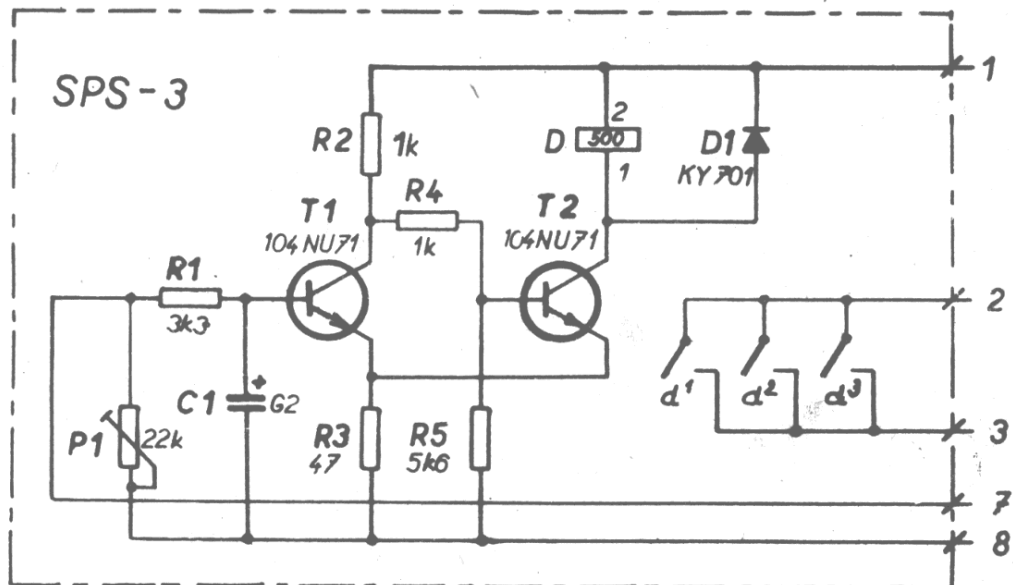 SPS-3
1
R2
1k
D
2
500
1
D1
KY701
R4
1k
T1
104NU71
T2
104NU71
R1
3k3
2
C1
+
G2
d¹
d²
d³
P1
22k
R3
47
R5
5k6
3
7
8